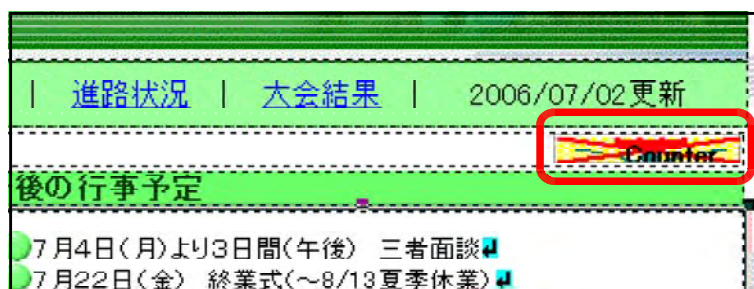 | 進路状況 | 大会結果 | 2006/07/02更新
Counter
後の行事予定
7月4日(月)より3日間(午後) 三者面談
7月22日(金) 終業式(~8/13夏季休業)